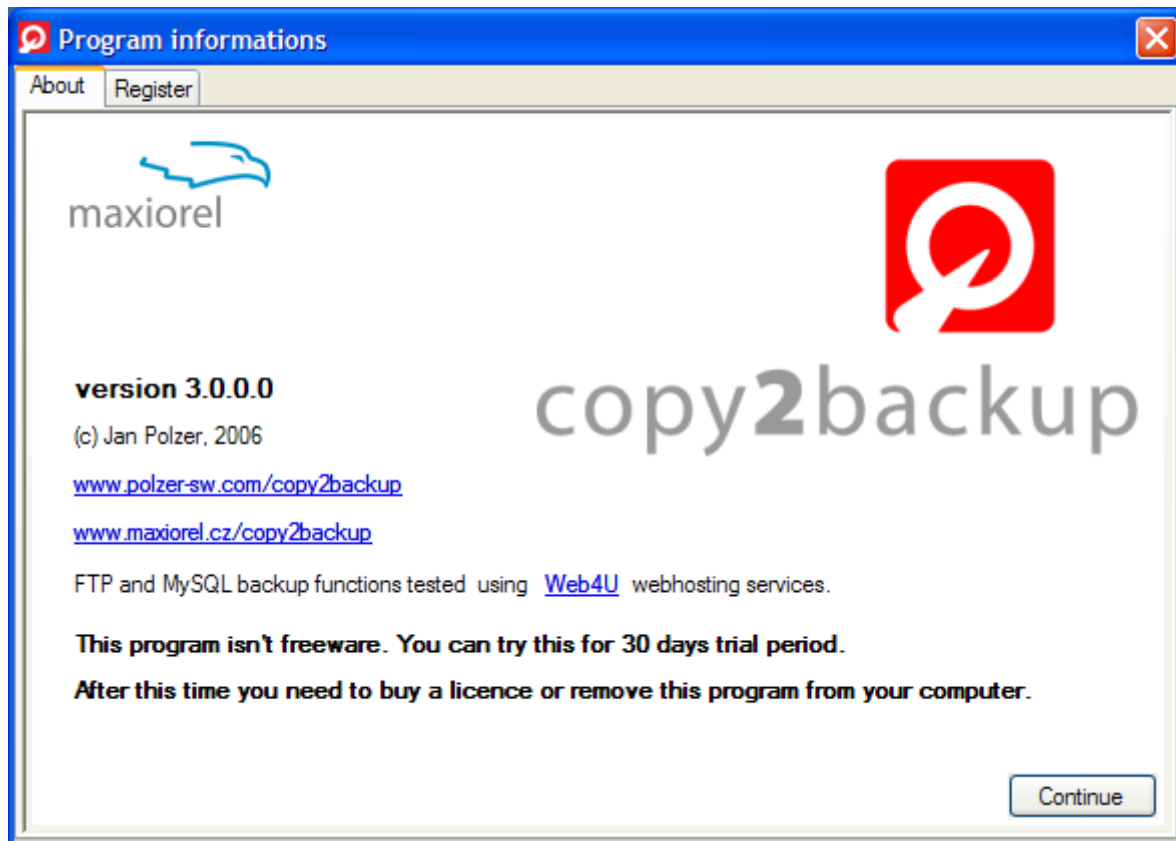 Program informations
About Register
maxiorel
copy2backup
version 3.0.0.0
(c) Jan Polzer, 2006
www.polzer-sw.com/copy2backup
www.maxiorel.cz/copy2backup
FTP and MySQL backup functions tested using Web4U webhosting services.
This program isn't freeware. You can try this for 30 days trial period.
After this time you need to buy a licence or remove this program from your computer.
Continue